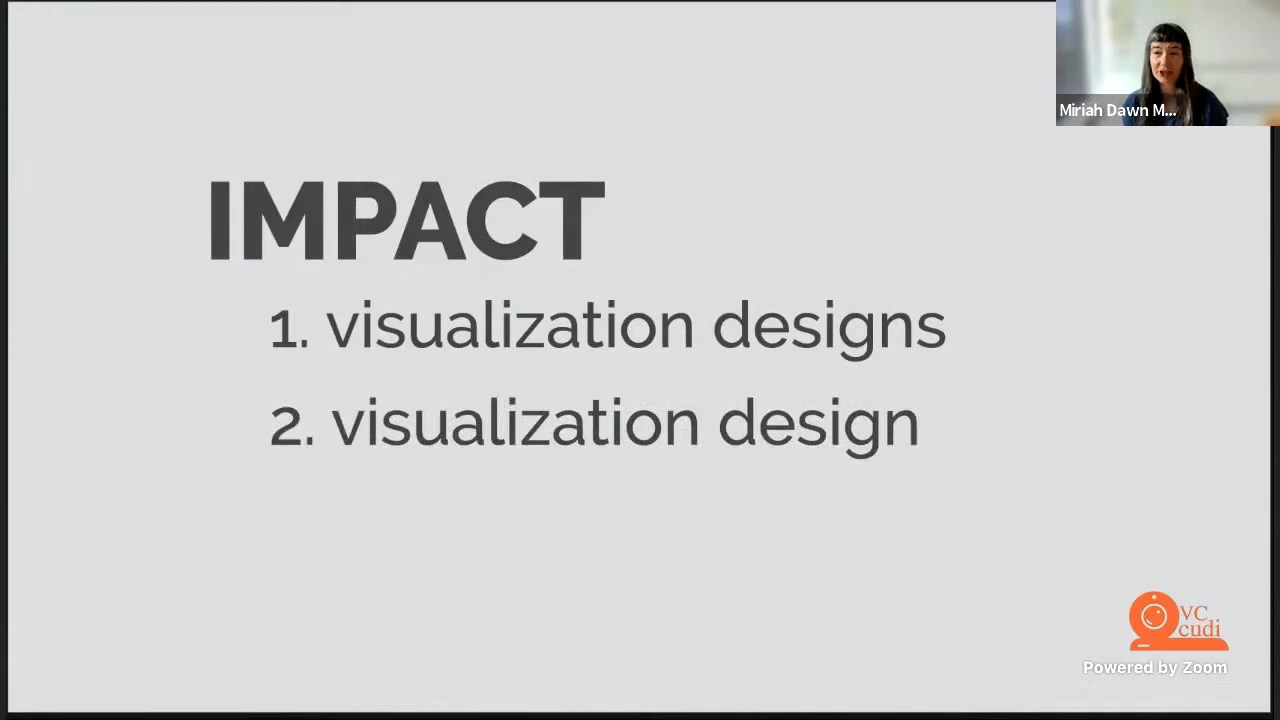 Miriah Dawn M...
IMPACT
1. visualization designs
2. visualization design
VC
cudi
Powered by Zoom